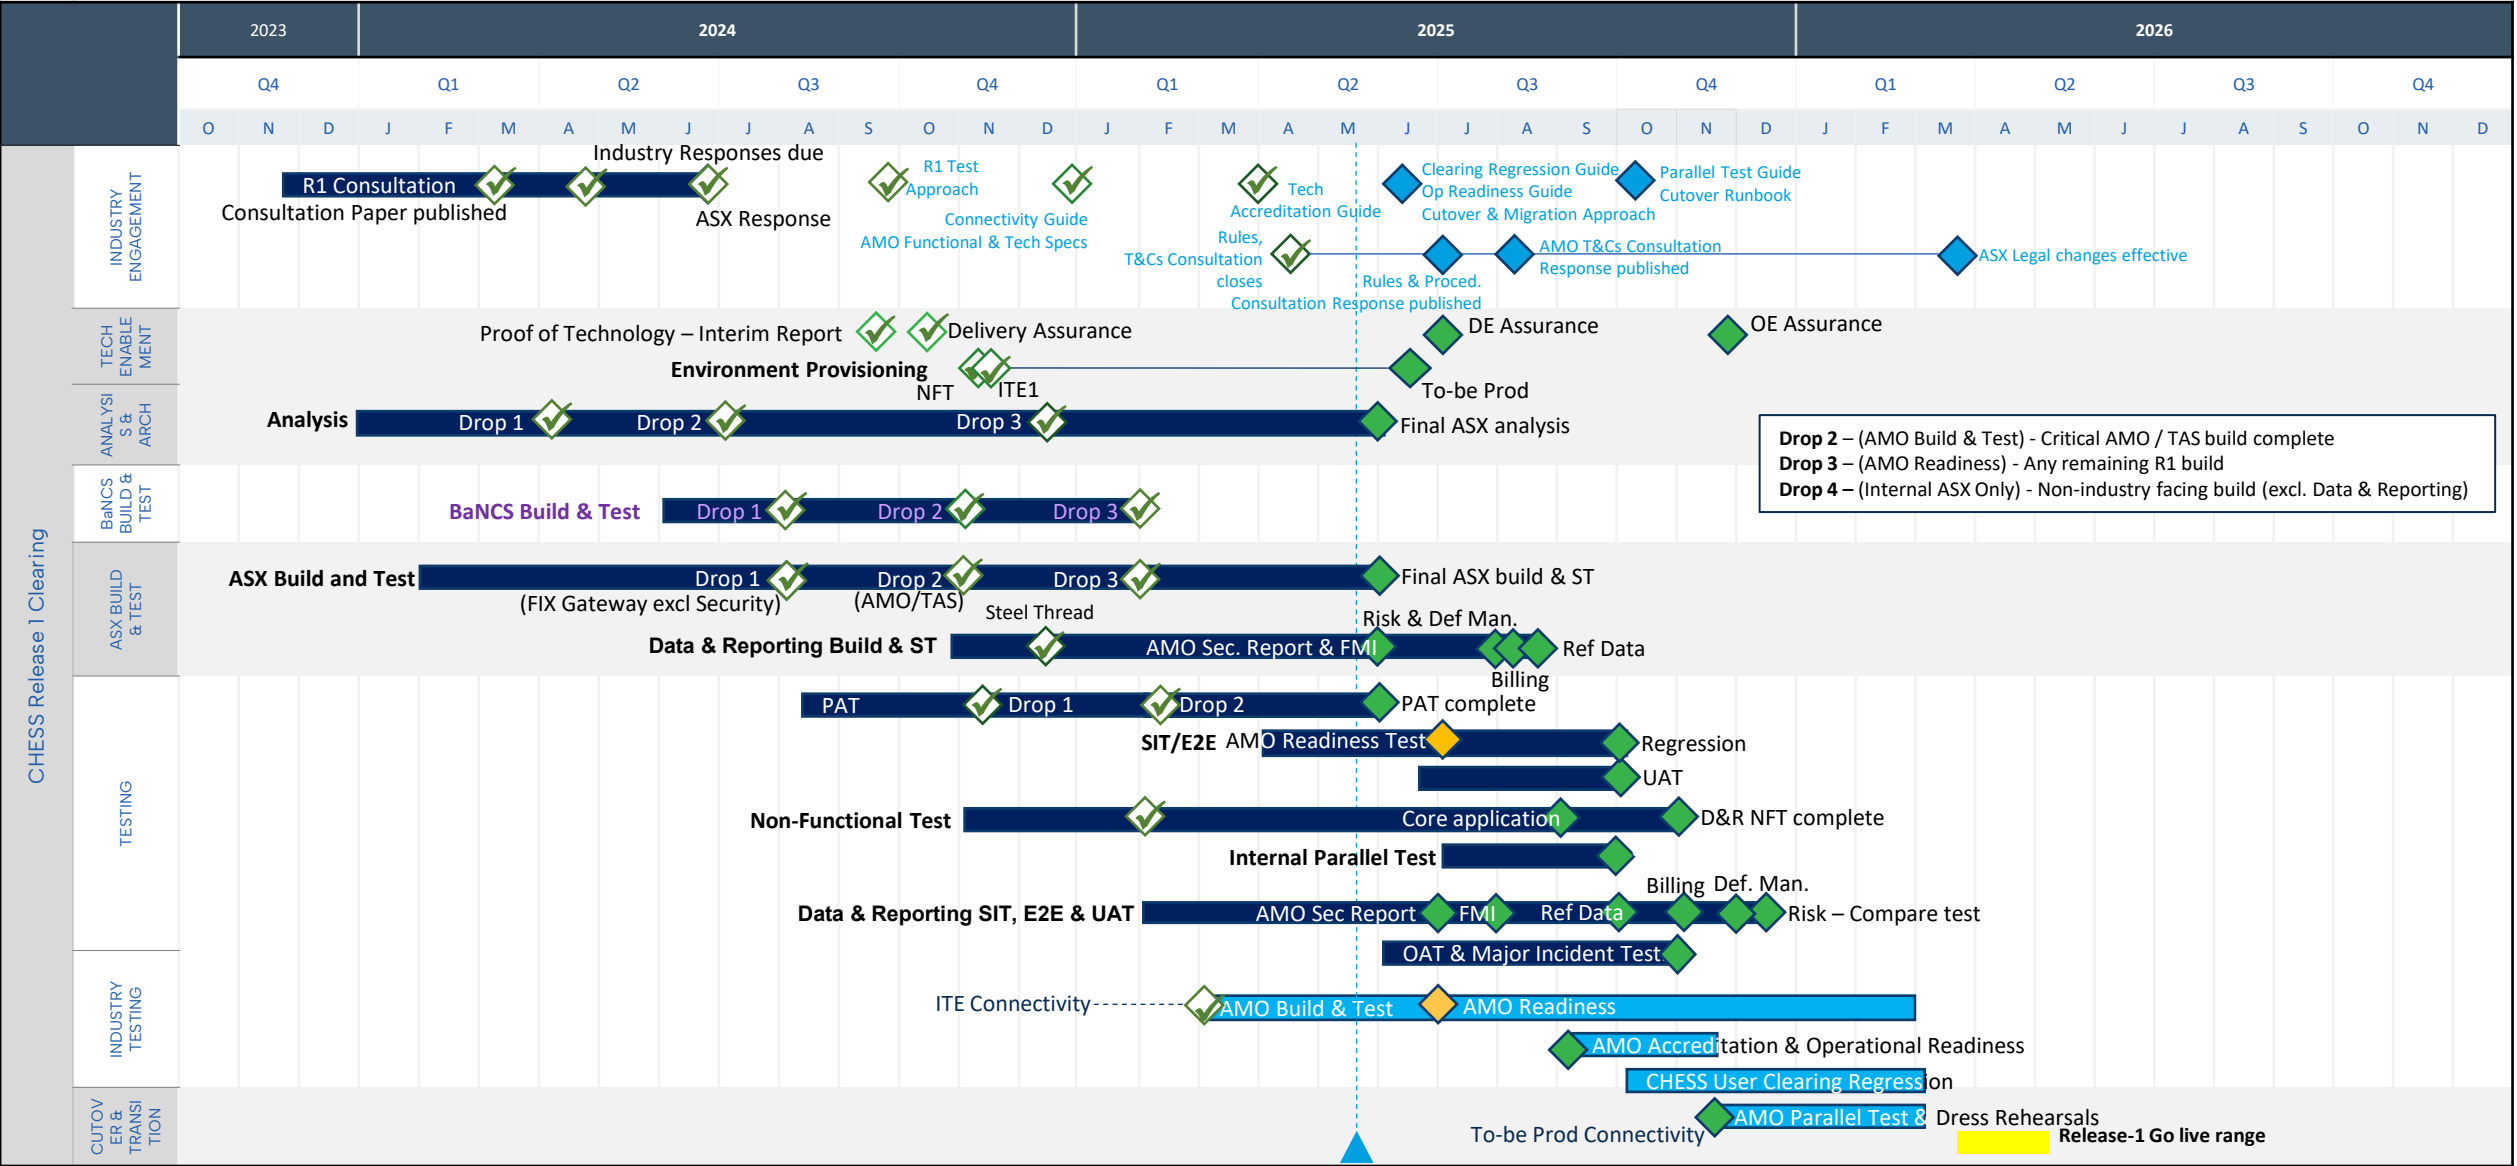 2023
2024
2025
2026
Q4
Q1
Q2
Q3
Q4
Q1
Q2
Q3
Q4
Q1
Q2
Q3
Q4
O N D J F M A M J J A S O N D J F M A M J J A S O N D J F M A M J J A S O N D
CHESS Release 1 Clearing
INDUSTRY
ENGAGEMENT
Industry Responses due
R1 Consultation
Consultation Paper published
ASX Response
R1 Test
Approach
Connectivity Guide
AMO Functional & Tech Specs
Tech
Accreditation Guide
Rules,
T&Cs Consultation
closes
Clearing Regression Guide
Op Readiness Guide
Cutover & Migration Approach
Parallel Test Guide
Cutover Runbook
Rules & Proced.
Consultation Response published
AMO T&Cs Consultation
Response published
ASX Legal changes effective
TECH
ENABLE
MENT
Proof of Technology – Interim Report
Delivery Assurance
DE Assurance
OE Assurance
Environment Provisioning
NFT
ITE1
To-be Prod
ANALYSI
S &
ARCH
Analysis
Drop 1
Drop 2
Drop 3
Final ASX analysis
Drop 2 – (AMO Build & Test) - Critical AMO / TAS build complete
Drop 3 – (AMO Readiness) - Any remaining R1 build
Drop 4 – (Internal ASX Only) - Non-industry facing build (excl. Data & Reporting)
BaNCS
BUILD &
TEST
BaNCS Build & Test
Drop 1
Drop 2
Drop 3
ASX BUILD
& TEST
ASX Build and Test
Drop 1
(FIX Gateway excl Security)
Drop 2
(AMO/TAS)
Drop 3
Final ASX build & ST
Steel Thread
Data & Reporting Build & ST
AMO Sec. Report & FMI
Risk & Def Man.
Ref Data
Billing
TESTING
PAT
Drop 1
Drop 2
PAT complete
SIT/E2E
AMO Readiness Test
Regression
UAT
Non-Functional Test
Core application
D&R NFT complete
Internal Parallel Test
Billing
Def. Man.
Data & Reporting SIT, E2E & UAT
AMO Sec Report
FMI
Ref Data
Risk – Compare test
OAT & Major Incident Test
INDUSTRY
TESTING
ITE Connectivity
AMO Build & Test
AMO Readiness
AMO Accreditation & Operational Readiness
CHESS User Clearing Regression
CUTOV
ER &
TRANSI
TION
AMO Parallel Test & Dress Rehearsals
To-be Prod Connectivity
Release-1 Go live range